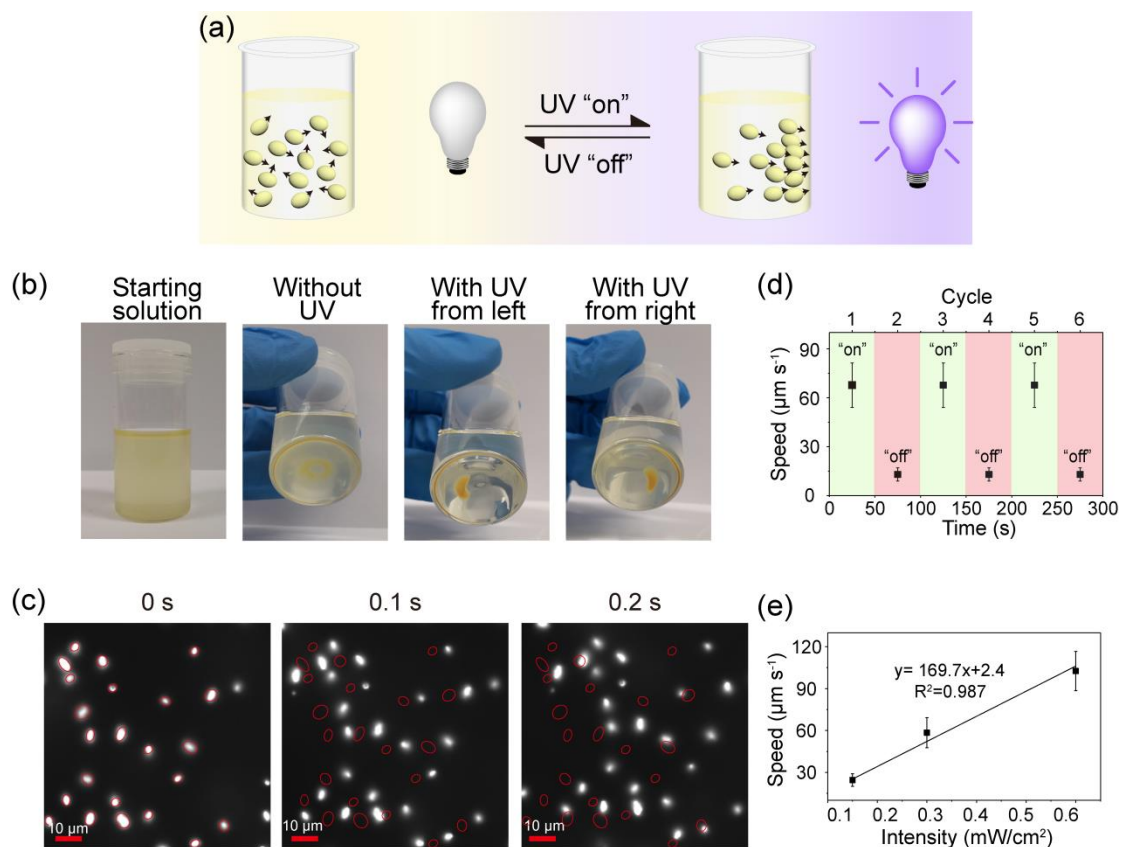 (a)
UV “on”
UV “off”
(b)
Starting
solution
Without
UV
With UV
from left
With UV
from right
(c)
0 s
0.1 s
0.2 s
10 µm
10 µm
10 µm
(d)
Cycle
1 2 3 4 5 6
“on” “on” “on”
“off” “off” “off”
90
60
30
0
Speed (µm s⁻¹)
0 50 100 150 200 250 300
Time (s)
(e)
y= 169.7x+2.4
R²=0.987
120
90
60
30
Speed (µm s⁻¹)
0.1 0.2 0.3 0.4 0.5 0.6
Intensity (mW/cm²)